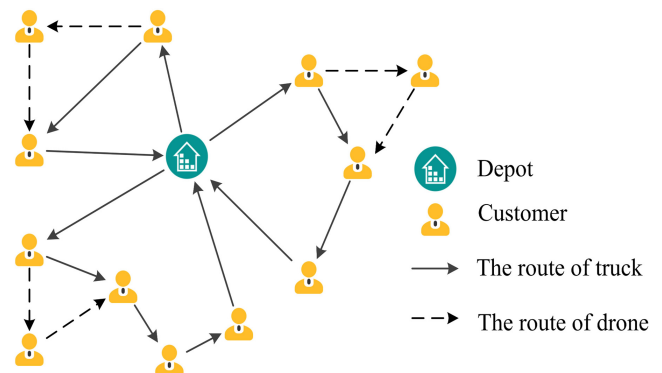 Depot
Customer
The route of truck
The route of drone